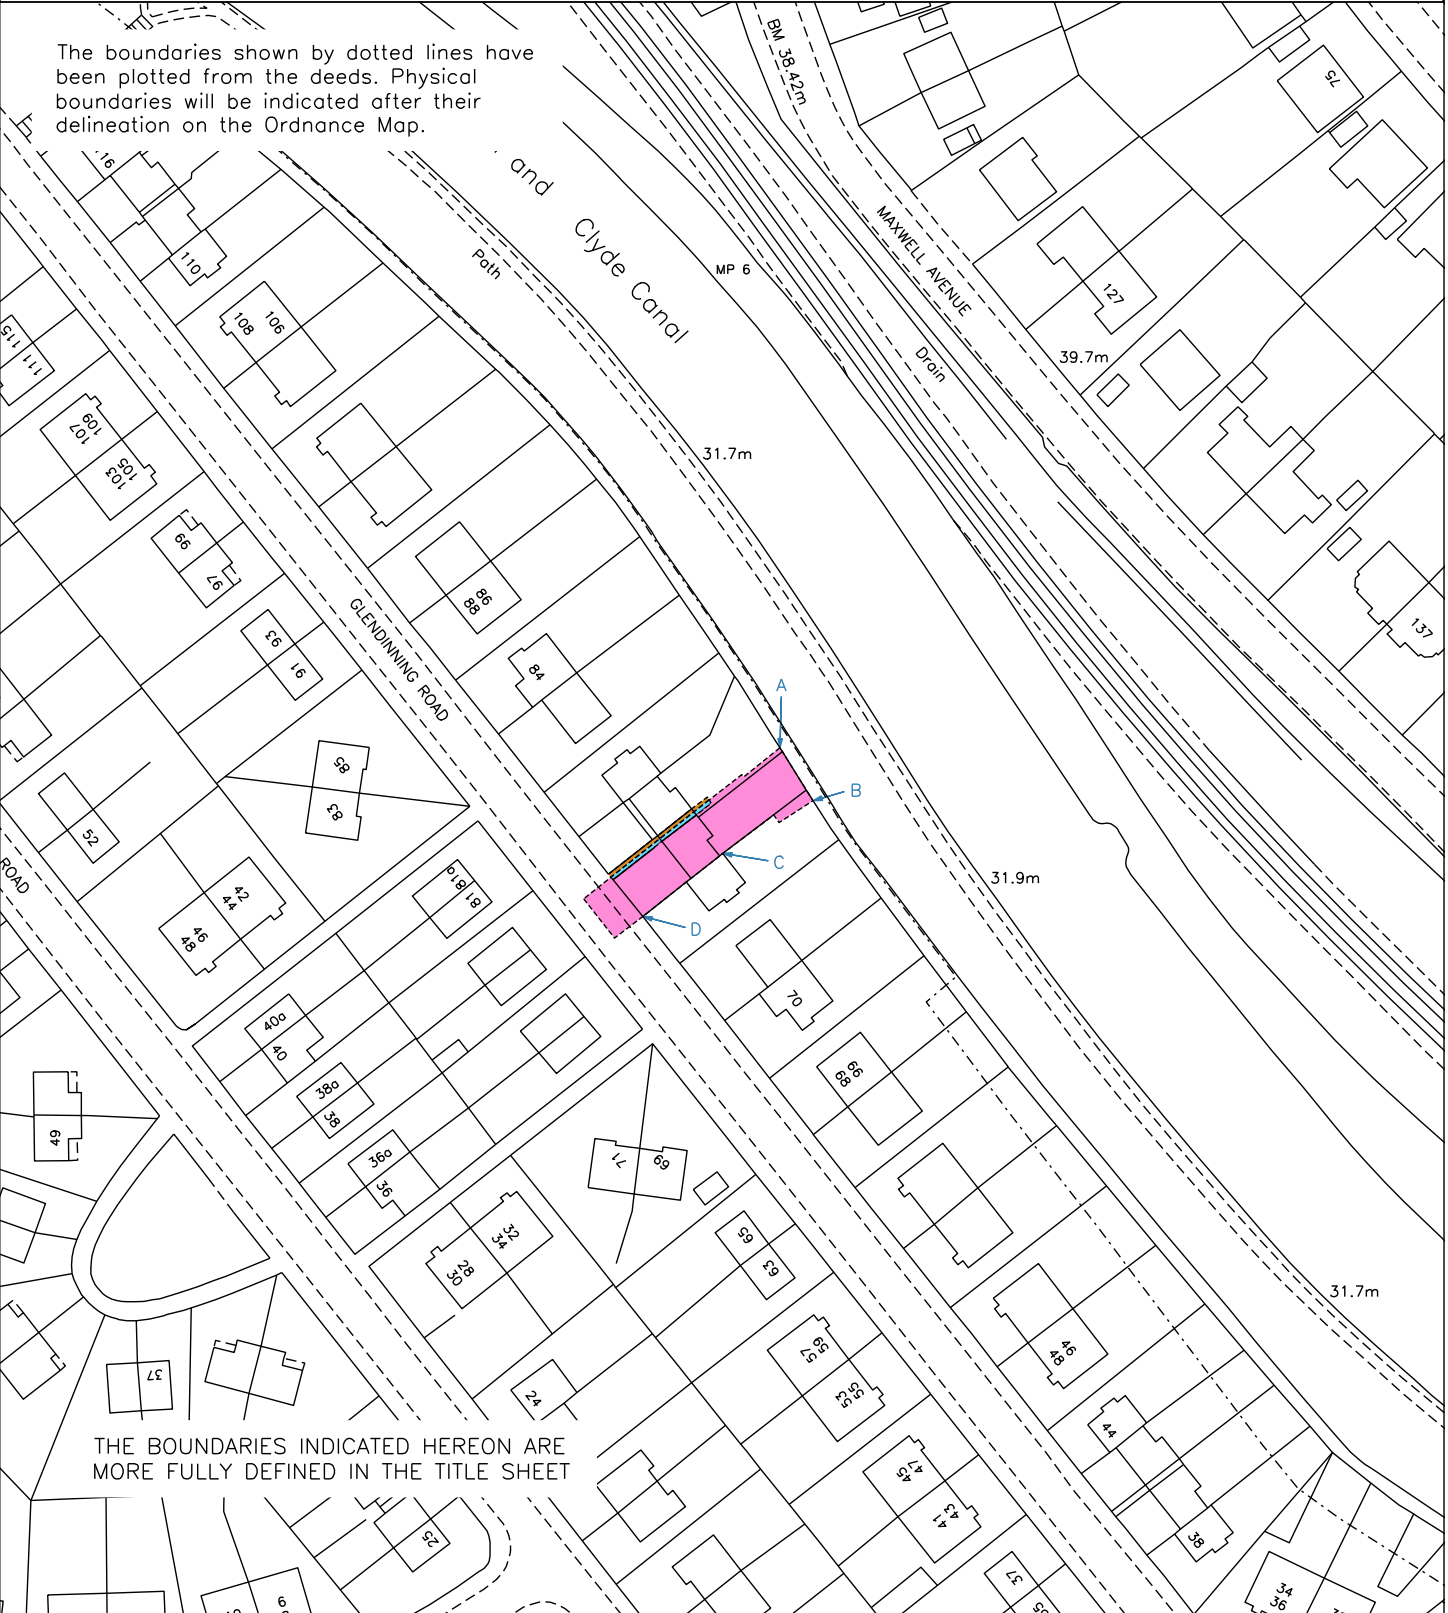 The boundaries shown by dotted lines have
been plotted from the deeds. Physical
boundaries will be indicated after their
delineation on the Ordnance Map.
BM 38.42m
75
and
Clyde Canal
Path
MP 6
MAXWELL AVENUE
127
39.7m
Drain
116
110
108
106
115
111
109
107
105
103
31.7m
99
97
86
88
GLENDINNING ROAD
93
91
84
137
A
B
C
D
85
83
52
ROAD
81a
81
42
44
46
48
31.9m
70
40a
40
38a
38
66
68
49
36a
36
71
69
32
34
28
30
65
63
31.7m
59
57
55
53
46
48
37
24
44
THE BOUNDARIES INDICATED HEREON ARE
MORE FULLY DEFINED IN THE TITLE SHEET
47
45
43
41
25
38
37
34
36